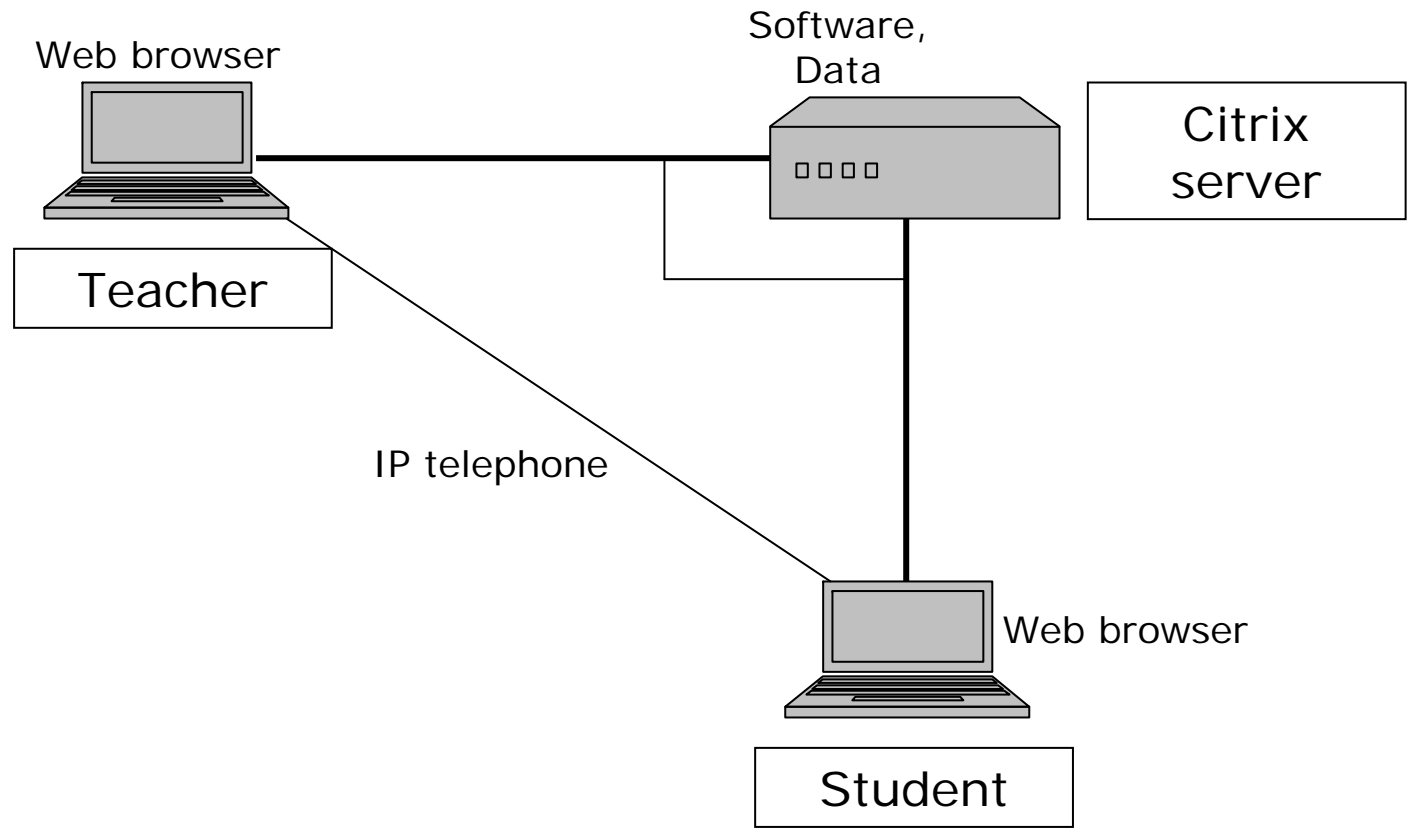 Web browser
Software,
Data
Citrix
server
Teacher
IP telephone
Web browser
Student